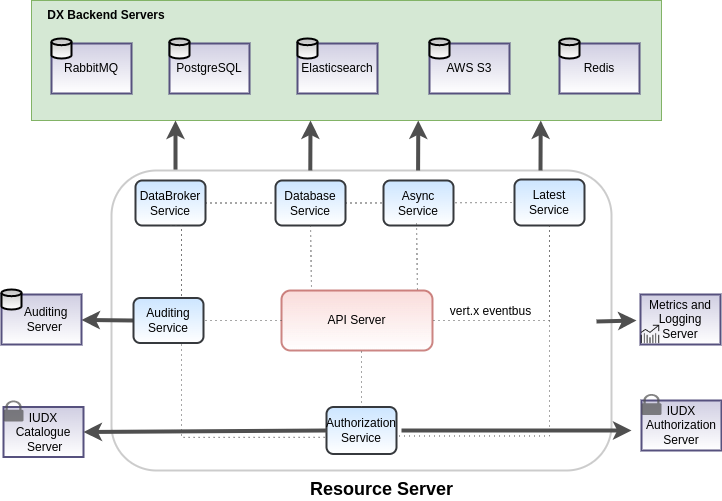 DX Backend Servers
RabbitMQ
PostgreSQL
Elasticsearch
AWS S3
Redis
DataBroker
Service
Database
Service
Async
Service
Latest
Service
Auditing
Server
Auditing
Service
API Server
vert.x eventbus
Metrics and
Logging
Server
IUDX
Catalogue
Server
Authorization
Service
IUDX
Authorization
Server
Resource Server